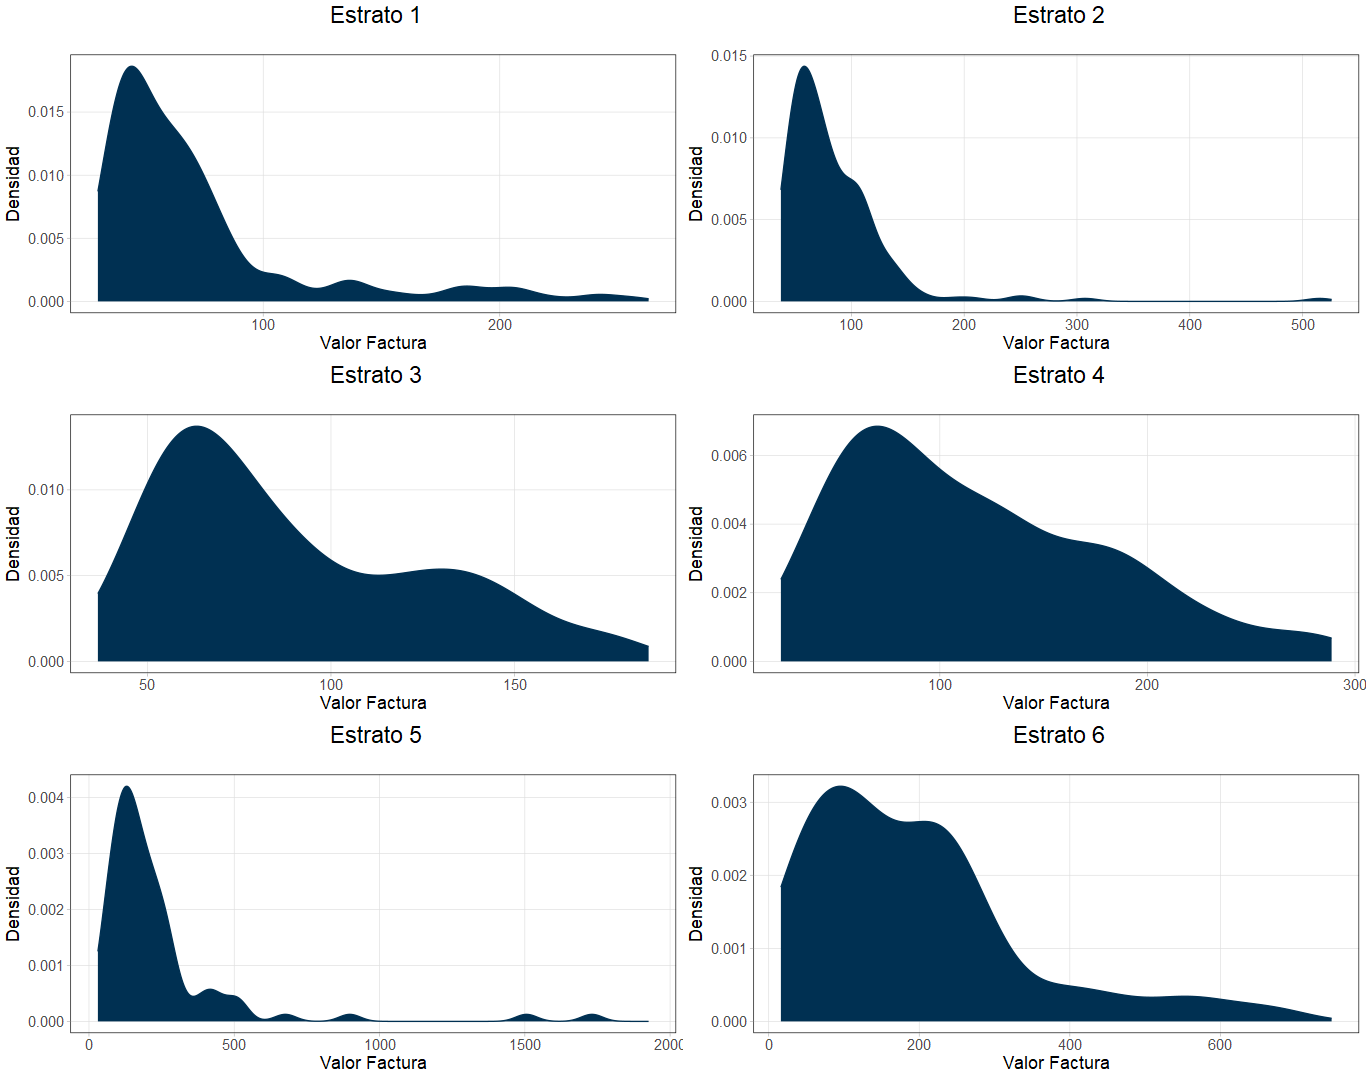 Estrato 1
0.015
0.010
0.005
0.000
Densidad
100 200
Valor Factura
Estrato 2
0.015
0.010
0.005
0.000
Densidad
100 200 300 400 500
Valor Factura
Estrato 3
0.010
0.005
0.000
Densidad
50 100 150
Valor Factura
Estrato 4
0.006
0.004
0.002
0.000
Densidad
100 200 300
Valor Factura
Estrato 5
0.004
0.003
0.002
0.001
0.000
Densidad
0 500 1000 1500 2000
Valor Factura
Estrato 6
0.003
0.002
0.001
0.000
Densidad
0 200 400 600
Valor Factura